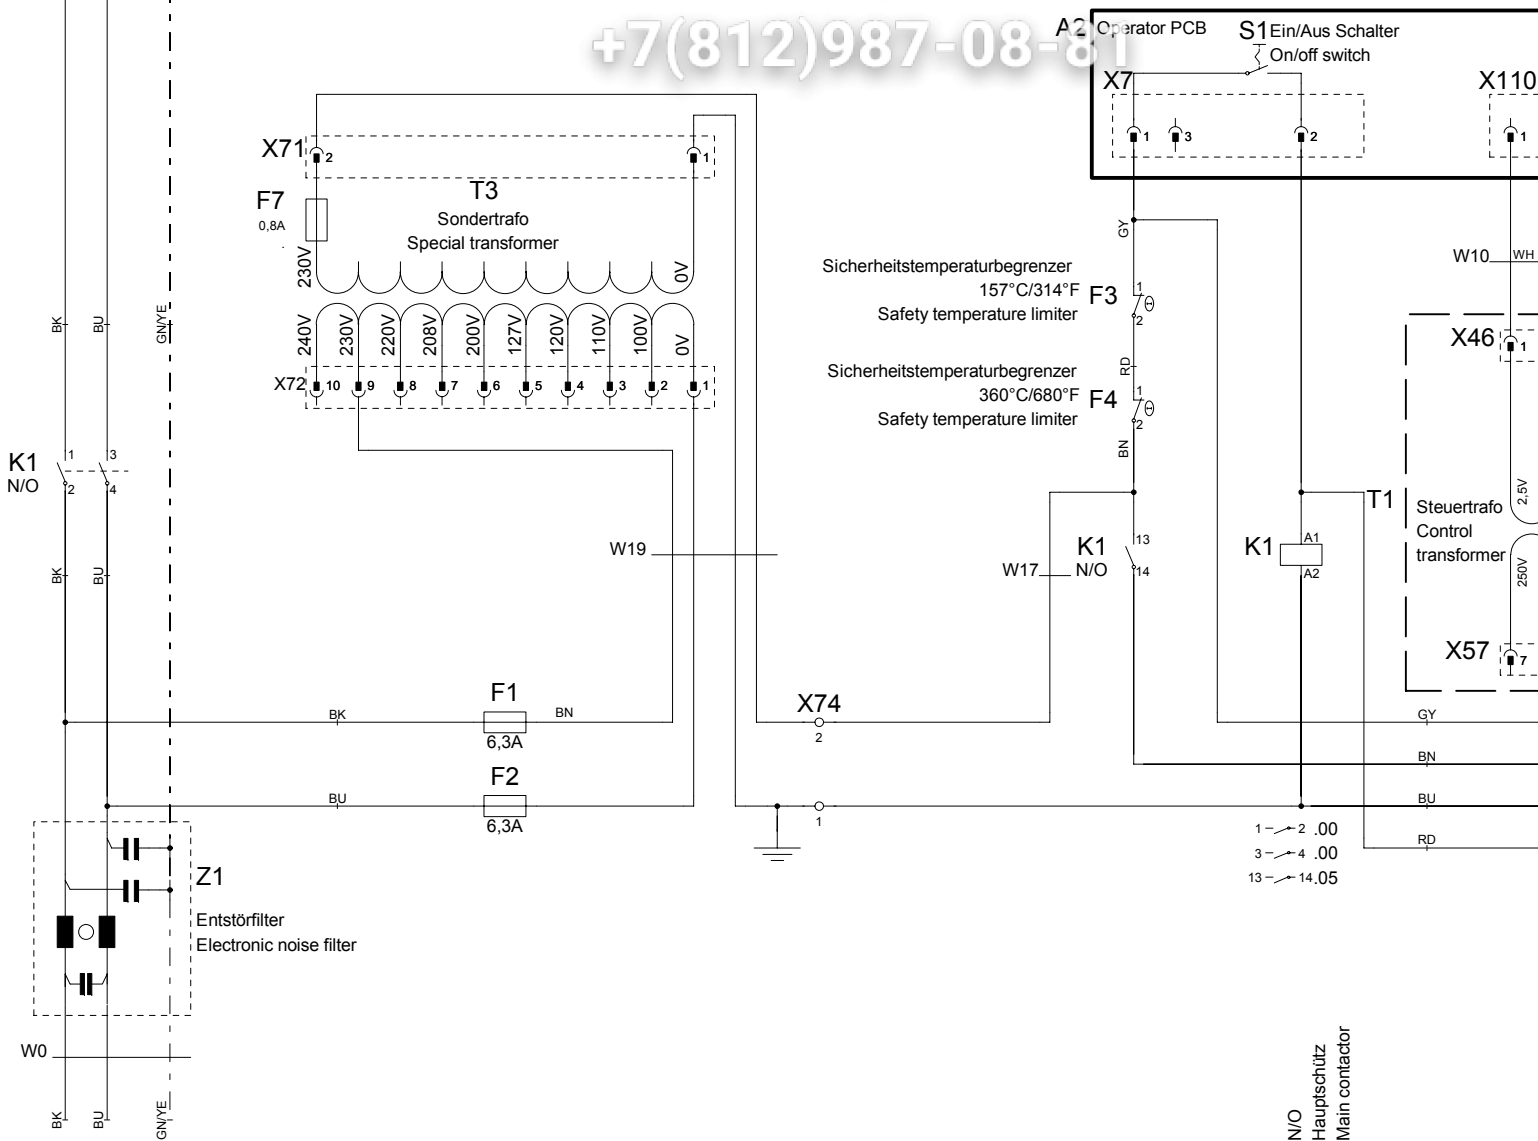 +7(812)987-08-81
A2 Operator PCB
S1 Ein/Aus Schalter
On/off switch
X7
X110
1
3
2
1
X71
2
1
F7
0,8A
T3
Sondertrafo
Special transformer
230V
0V
240V
230V
220V
208V
200V
127V
120V
110V
100V
0V
X72
10
9
8
7
6
5
4
3
2
1
BK
BU
GN/YE
GY
W10
WH
Sicherheitstemperaturbegrenzer
157°C/314°F
Safety temperature limiter
F3
1
2
RD
Sicherheitstemperaturbegrenzer
360°C/680°F
Safety temperature limiter
F4
1
2
BN
X46
1
K1
N/O
1
2
3
4
BK
BU
W19
W17
K1
N/O
13
14
K1
A1
A2
T1
Steuertrafo
Control
transformer
2,5V
250V
X57
7
BK
F1
6,3A
BN
X74
2
GY
BN
BU
F2
6,3A
1
BU
RD
1 2 .00
3 4 .00
13 14 .05
Z1
Entstörfilter
Electronic noise filter
W0
BK
BU
GN/YE
N/O
Hauptschütz
Main contactor